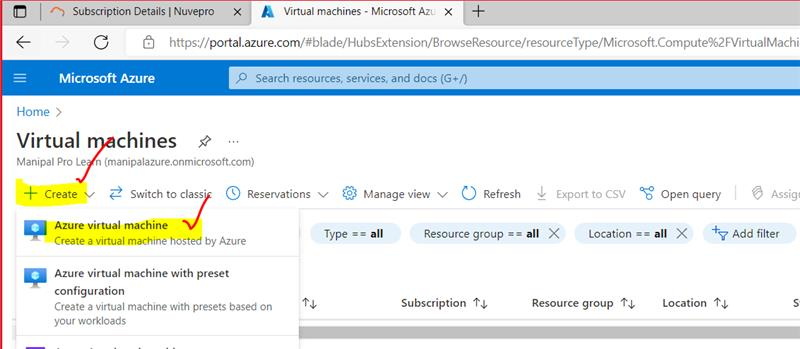 Subscription Details | Nuvepro
Virtual machines - Microsoft Azu
https://portal.azure.com/#blade/HubsExtension/BrowseResource/resourceType/Microsoft.Compute%2FVirtualMachi
Microsoft Azure
Search resources, services, and docs (G+/)
Home
Virtual machines
Manipal Pro Learn (manipalazure.onmicrosoft.com)
Create Switch to classic Reservations Manage view Refresh Export to CSV Open query Assig
Azure virtual machine
Create a virtual machine hosted by Azure
Type == all Resource group == all Location == all Add filter
Azure virtual machine with preset
configuration
Create a virtual machine with presets based on
your workloads
Subscription Resource group Location